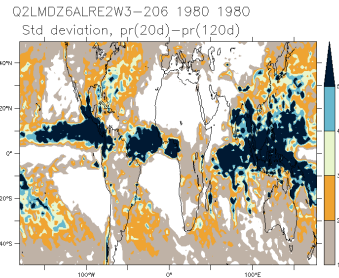 Q2LMDZ6ALRE2W3-206 1980 1980
Std deviation, pr(20d)-pr(120d)
40°N
20°N
0°
20°S
40°S
100°W 0° 100°E
5
4
3
2
1